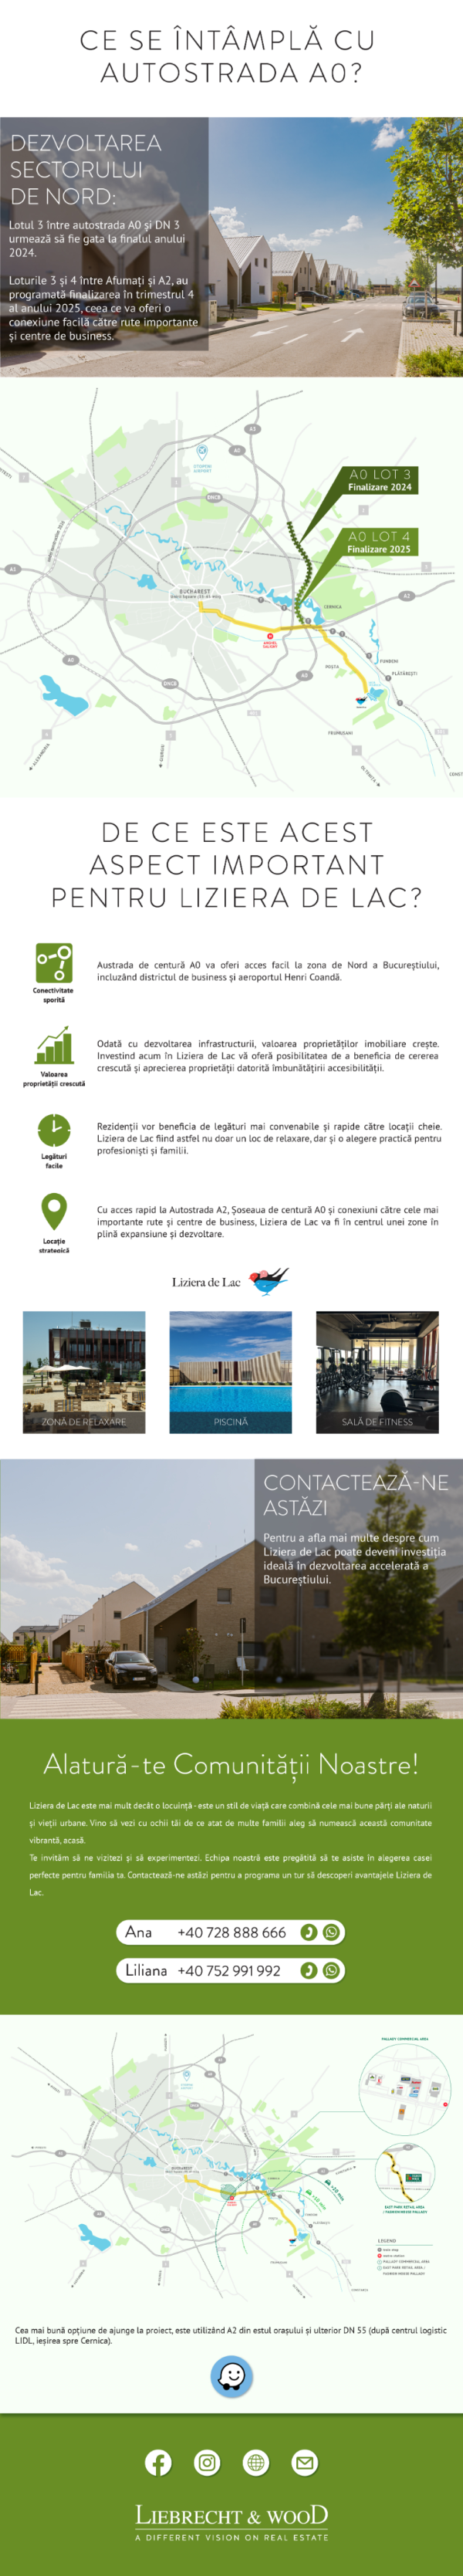 CE SE ÎNTÂMPLĂ CU
AUTOSTRADA A0?
DEZVOLTAREA
SECTORULUI
DE NORD:
Lotul 3 între autostrada A0 și DN 3
urmează să fie gata la finalul anului
2024.
Loturile 3 și 4 între Afumați și A2, au
programată finalizarea în trimestrul 4
al anului 2025, ceea ce va oferi o
conexiune facilă către rute importante
și centre de business.
A0 LOT 3
Finalizare 2024
A0 LOT 4
Finalizare 2025
BUCHAREST
CERNICA
FUNDENI
PLĂTĂREȘTI
FRUMUȘANI
DE CE ESTE ACEST
ASPECT IMPORTANT
PENTRU LIZIERA DE LAC?
Conectivitate
sporită
Austrada de centură A0 va oferi acces facil la zona de Nord a Bucureștiului,
incluzând districtul de business și aeroportul Henri Coandă.
Valoarea
proprietății crescută
Odată cu dezvoltarea infrastructurii, valoarea proprietăților imobiliare crește.
Investind acum în Liziera de Lac vă oferă posibilitatea de a beneficia de cererea
crescută și aprecierea proprietății datorită îmbunătățirii accesibilității.
Legături
facile
Rezidenții vor beneficia de legături mai convenabile și rapide către locații cheie.
Liziera de Lac fiind astfel nu doar un loc de relaxare, dar și o alegere practică pentru
profesioniști și familii.
Locație
strategică
Cu acces rapid la Autostrada A2, Șoseaua de centură A0 și conexiuni către cele mai
importante rute și centre de business, Liziera de Lac va fi în centrul unei zone în
plină expansiune și dezvoltare.
Liziera de Lac
ZONĂ DE RELAXARE
PISCINĂ
SALĂ DE FITNESS
CONTACTEAZĂ-NE
ASTĂZI
Pentru a afla mai multe despre cum
Liziera de Lac poate deveni investiția
ideală în dezvoltarea accelerată a
Bucureștiului.
Alatură-te Comunității Noastre!
Liziera de Lac este mai mult decât o locuință - este un stil de viață care combină cele mai bune părți ale naturii
și vieții urbane. Vino să vezi cu ochii tăi de ce atat de multe familii aleg să numească această comunitate
vibrantă, acasă.
Te invităm să ne vizitezi și să experimentezi. Echipa noastră este pregătită să te asiste în alegerea casei
perfecte pentru familia ta. Contactează-ne astăzi pentru a programa un tur să descoperi avantajele Liziera de
Lac.
Ana +40 728 888 666
Liliana +40 752 991 992
PALLADY COMMERCIAL AREA
LEGEND
Cea mai bună opțiune de ajunge la proiect, este utilizând A2 din estul orașului și ulterior DN 55 (după centrul logistic
LIDL, ieșirea spre Cernica).
LIEBRECHT & WOOD
A DIFFERENT VISION ON REAL ESTATE